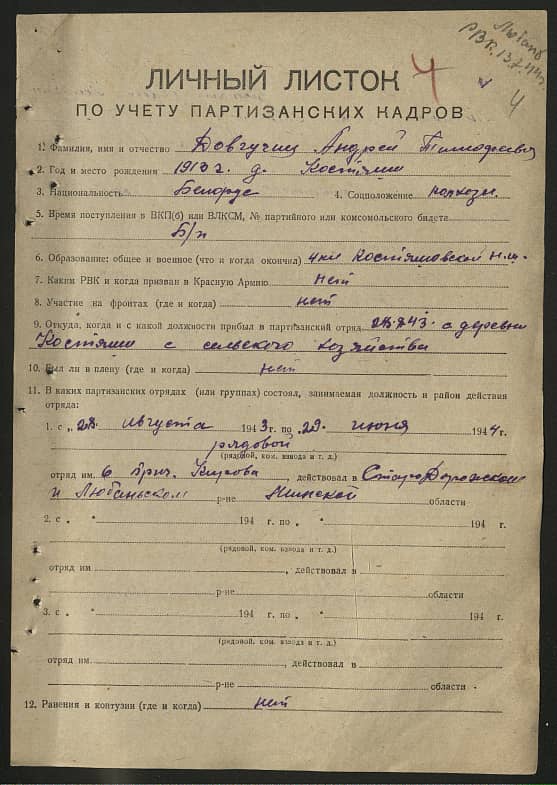 Любань
РВК. 13.7.44 г.
4
4
ЛИЧНЫЙ ЛИСТОК
ПО УЧЕТУ ПАРТИЗАНСКИХ КАДРОВ
1. Фамилия, имя и отчество Довгучиц Андрей Тимофеевич
2. Год и место рождения 1913 г. д. Костяши
3. Национальность Белорус 4. Соцположение колхозн.
5. Время поступления в ВКП(б) или ВЛКСМ, № партийного или комсомольского билета
Б/п
6. Образование: общее и военное (что и когда окончил) 4 кл Костяшовской н.ш.
7. Каким РВК и когда призван в Красную Армию нет
8. Участие на фронтах (где и когда) нет
9. Откуда, когда и с какой должности прибыл в партизанский отряд 28.8.43. с деревни
Костяши с сельского хозяйства
10. Был ли в плену (где и когда) нет
11. В каких партизанских отрядах (или группах) состоял, занимаемая должность и район действия
отряда:
1. с „28 августа 1943 г. по „29 июня 1944 г.
рядовой
(рядовой, ком. взвода и т. д.)
отряд им. 6 Бриг. Кирова, действовал в Стародорожском
и Любаньском р-не Минской области
2. с „ " 194 г. по „ " 194 г.
(рядовой, ком. взвода и т. д.)
отряд им , действовал в
р-не области
3. с „ " 194 г. по „ " 194 г.
(рядовой, ком. взвода и т. д.)
отряд им. , действовал в
р-не области
12. Ранения и контузии (где и когда) нет